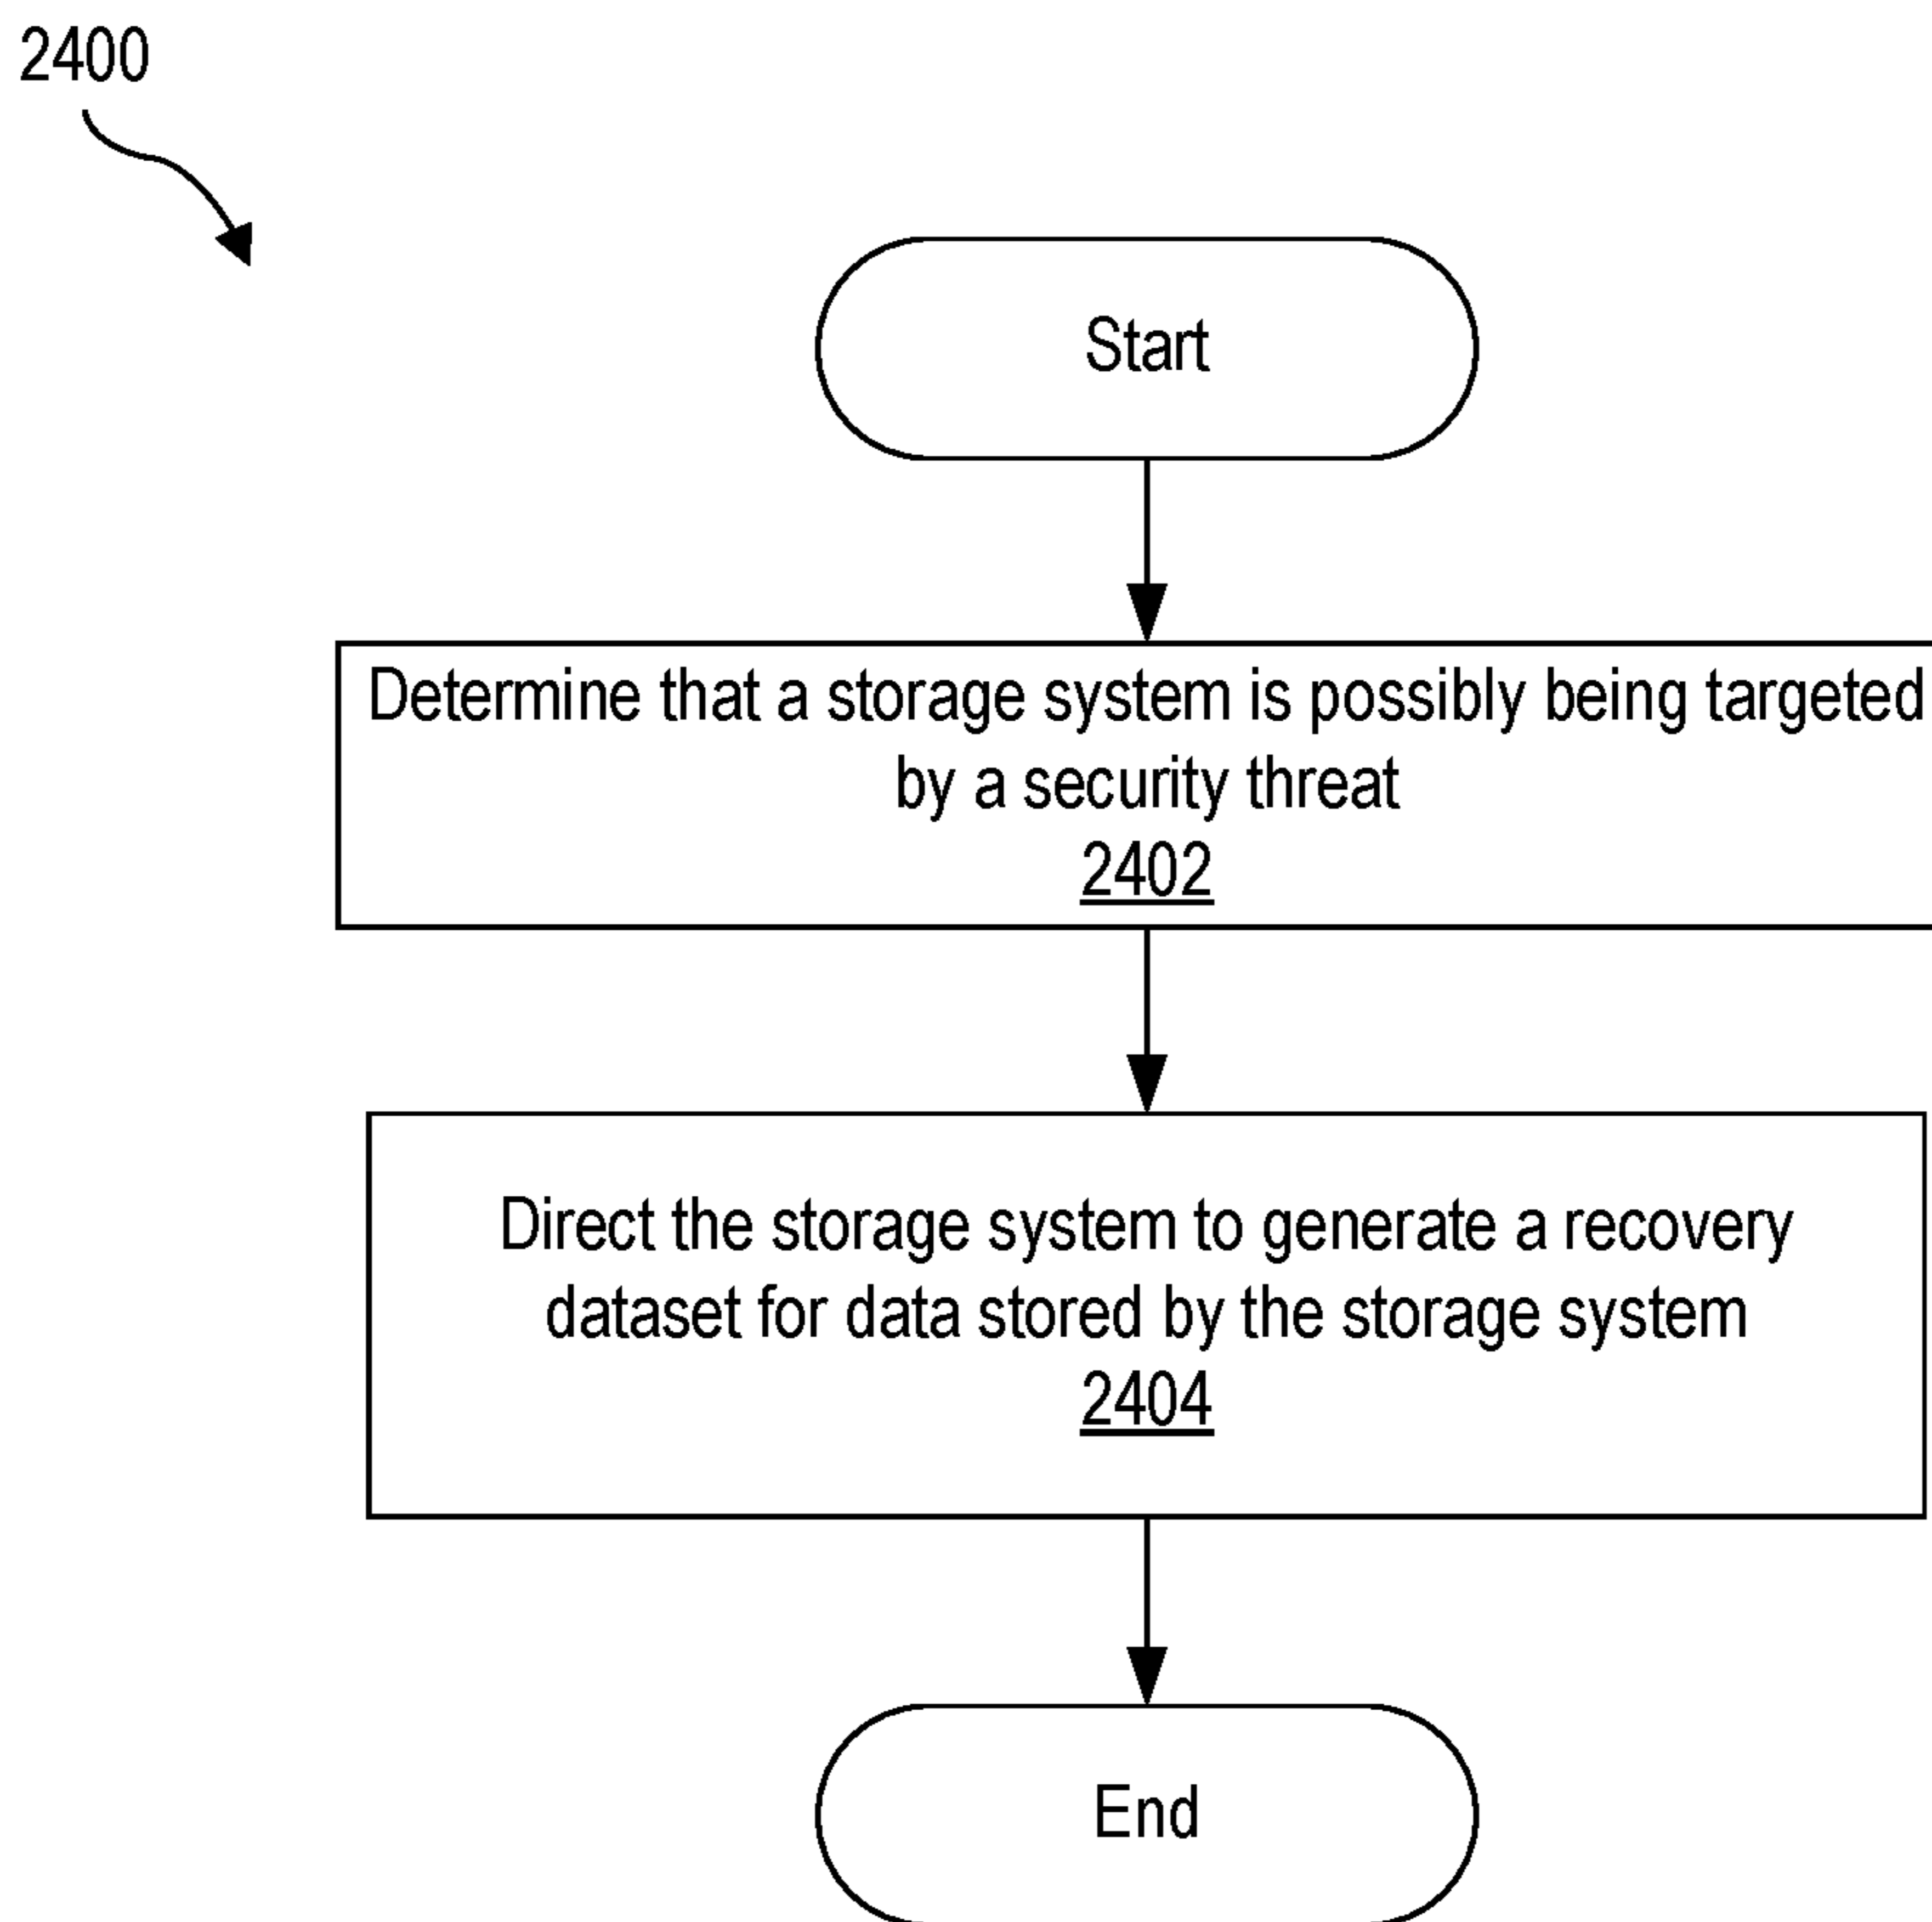 2400
Start
Determine that a storage system is possibly being targeted
by a security threat
2402
Direct the storage system to generate a recovery
dataset for data stored by the storage system
2404
End